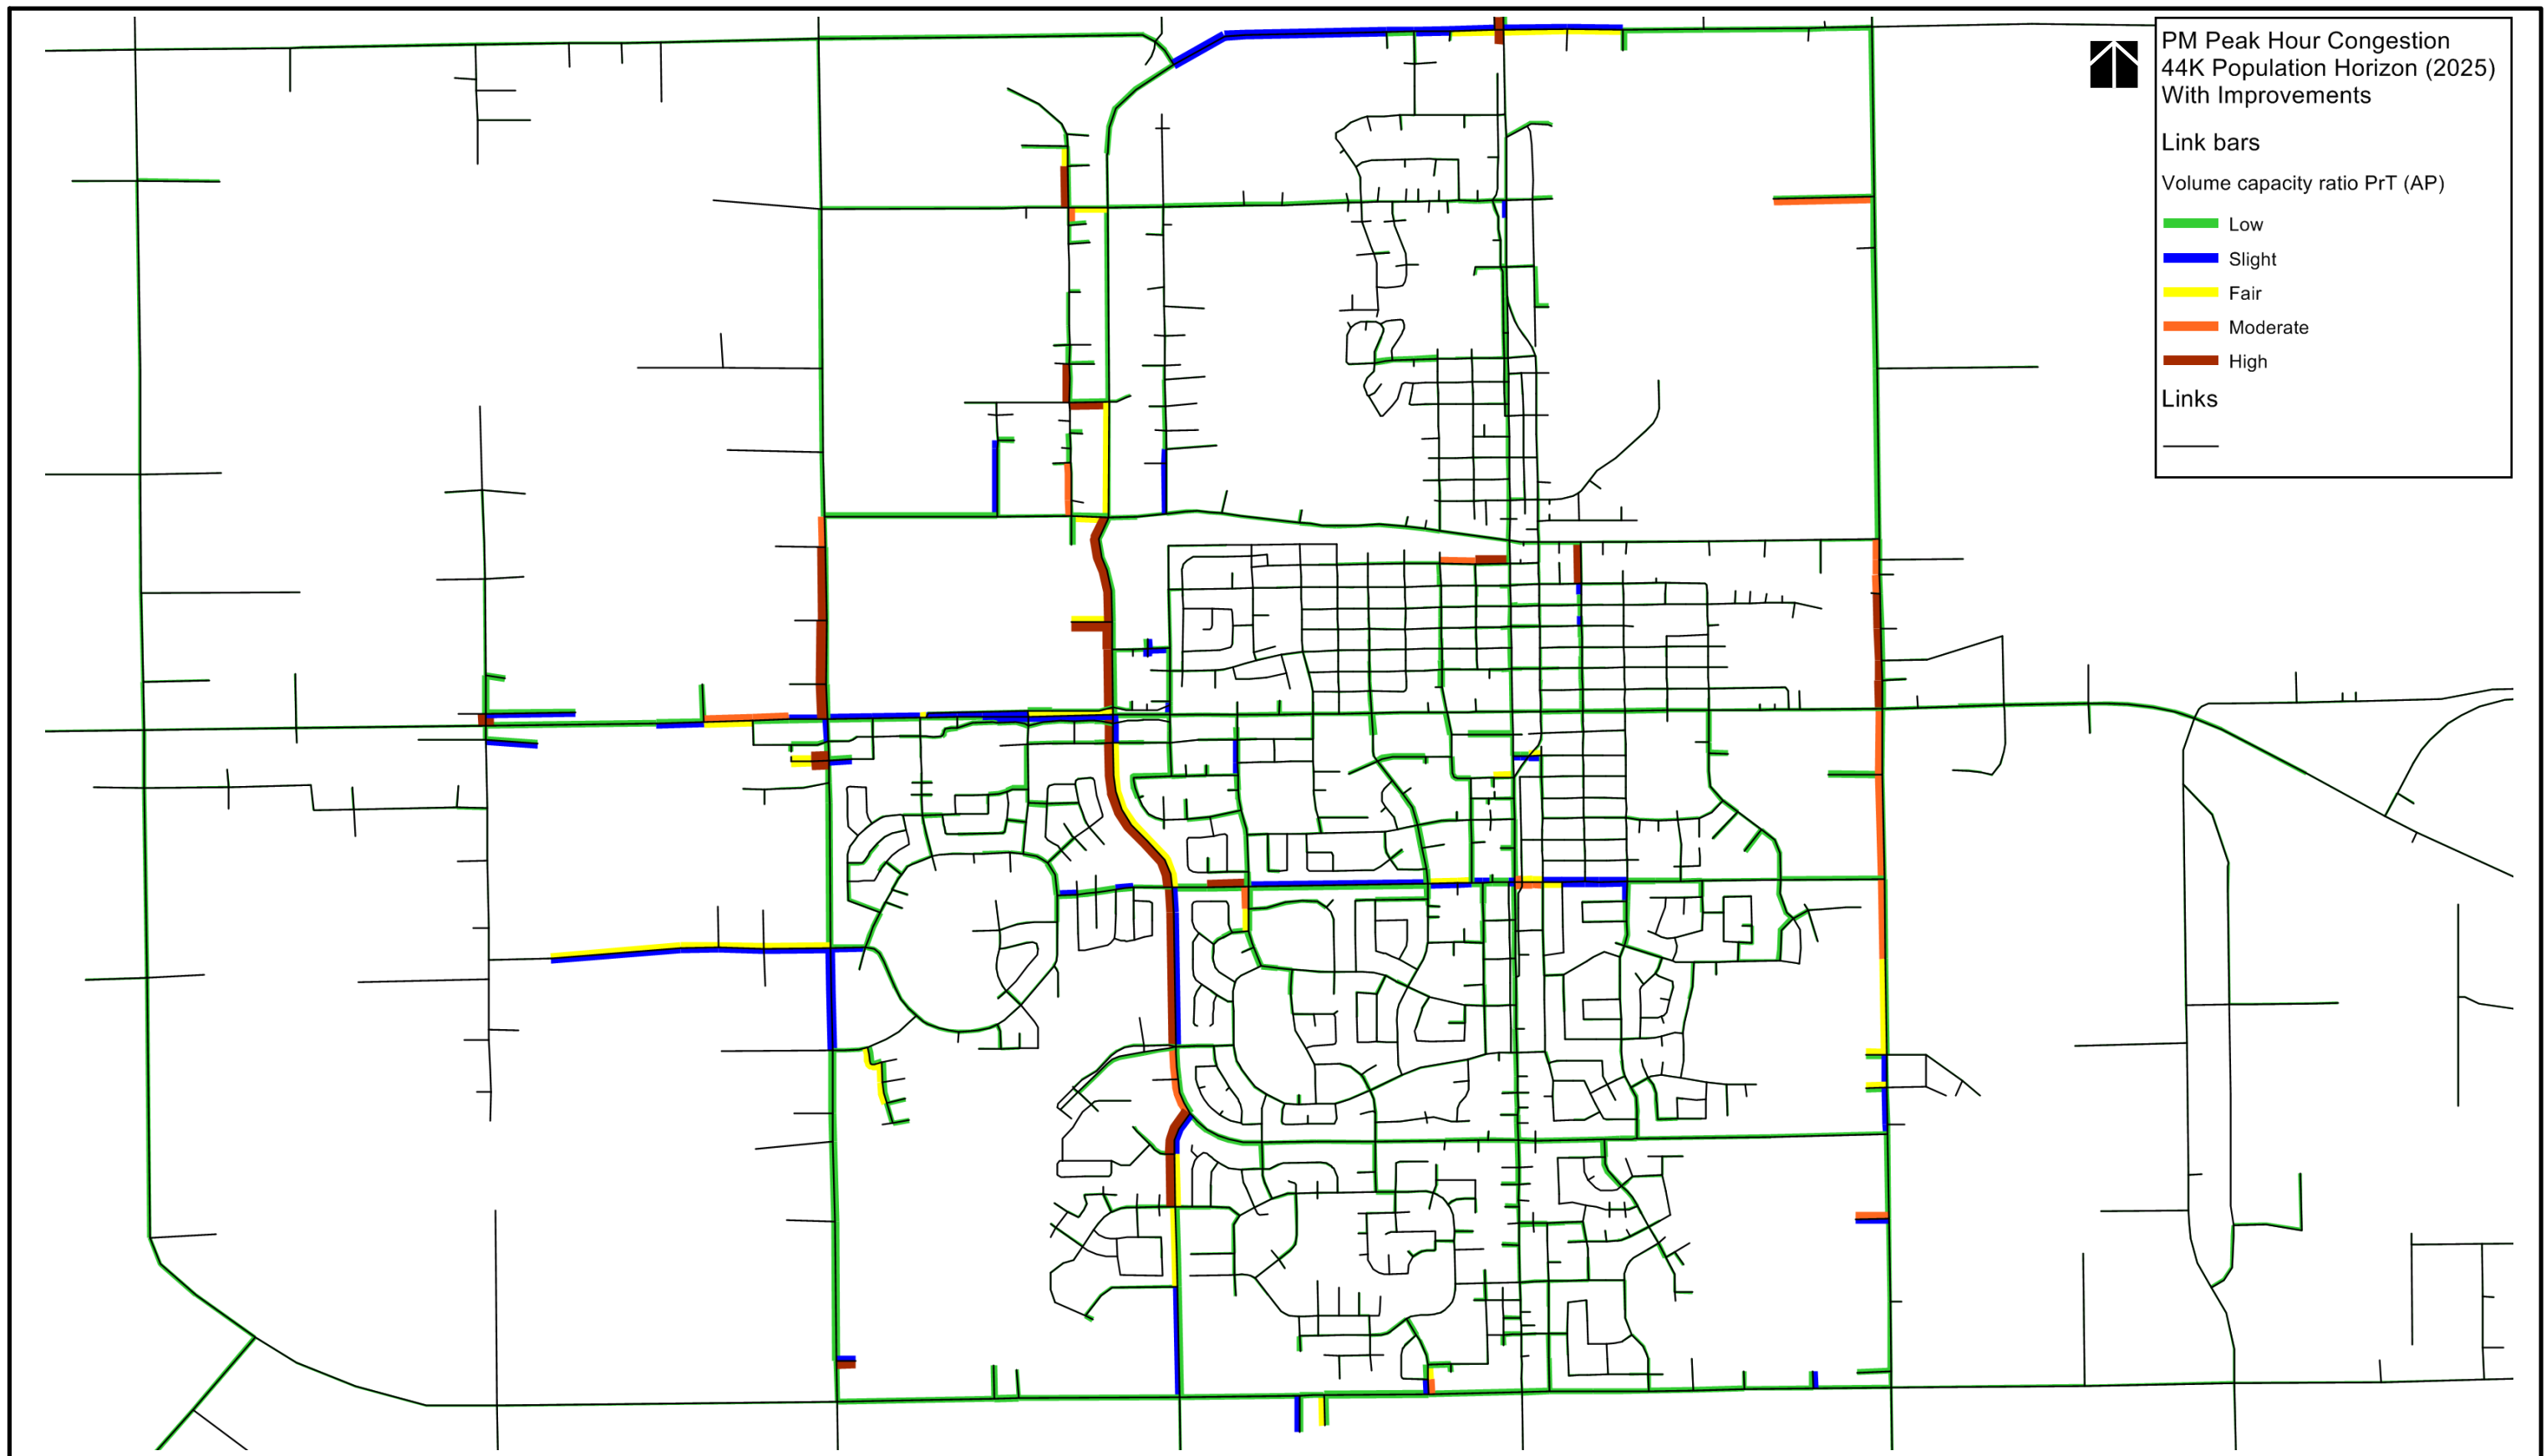 PM Peak Hour Congestion
44K Population Horizon (2025)
With Improvements
Link bars
Volume capacity ratio PrT (AP)
Low
Slight
Fair
Moderate
High
Links